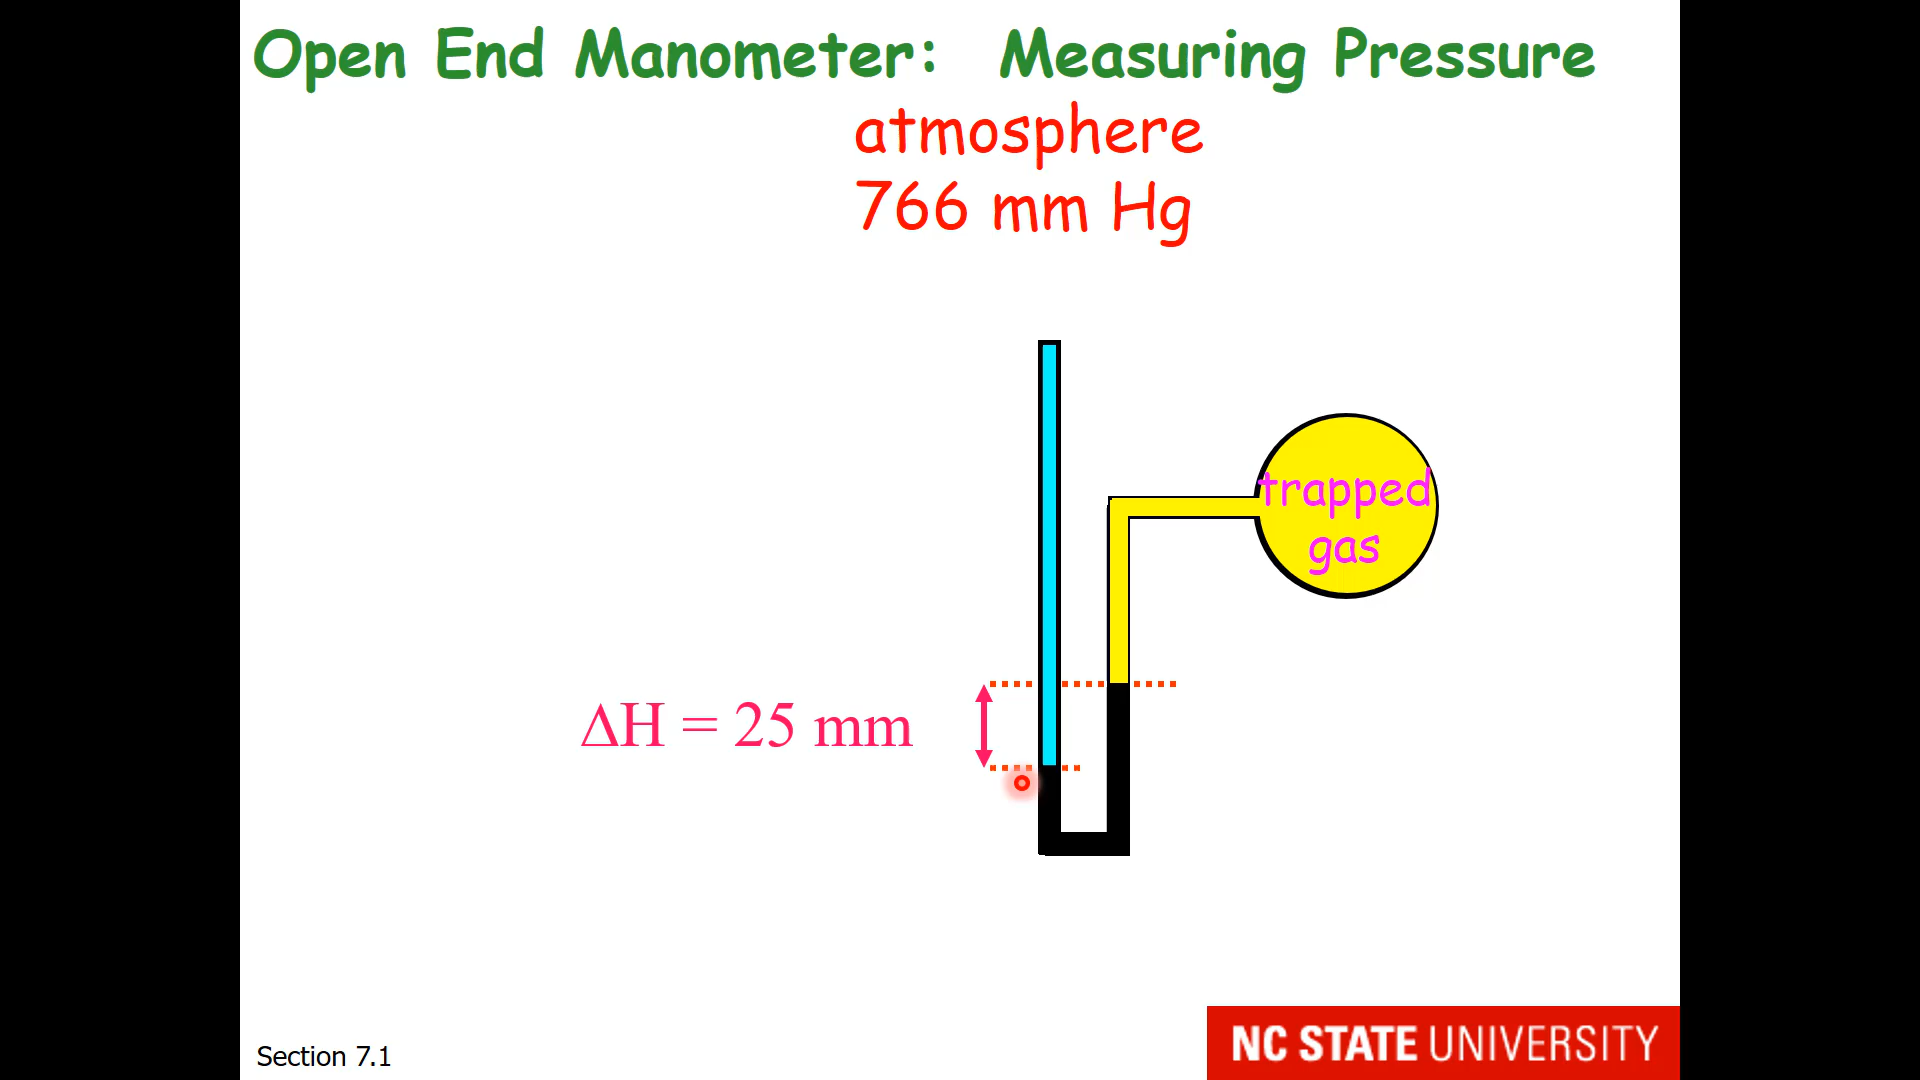 Open End Manometer: Measuring Pressure
atmosphere
766 mm Hg
trapped
gas
ΔH = 25 mm
Section 7.1
NC STATE UNIVERSITY